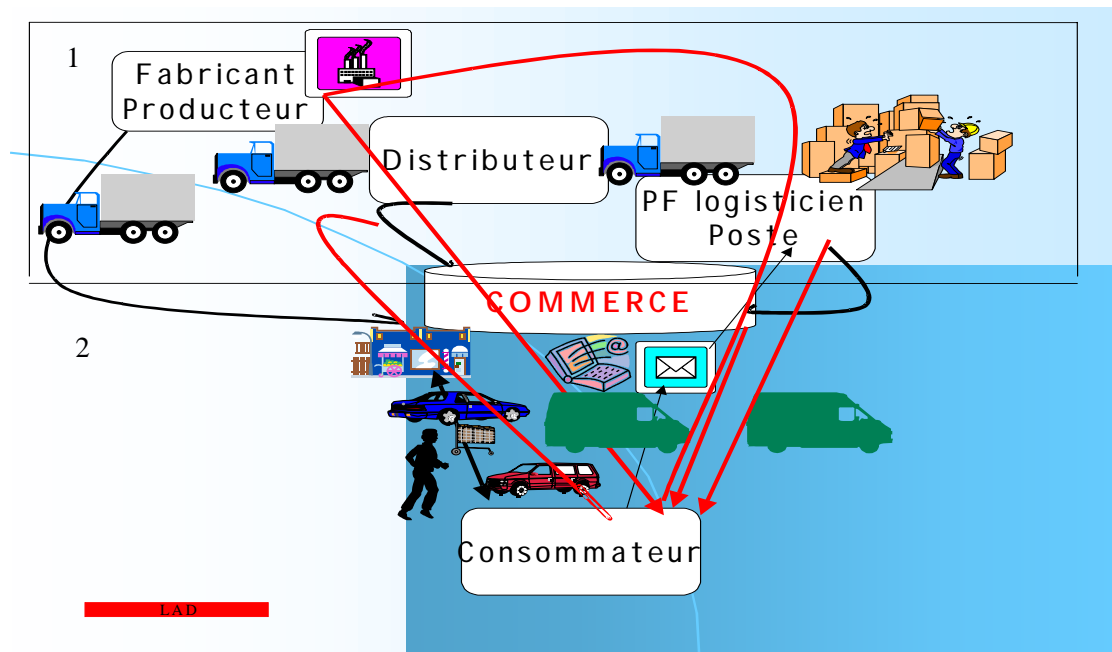 1
Fabricant
Producteur
Distributeur
PF logisticien
Poste
COMMERCE
2
@
Consommateur
LAD